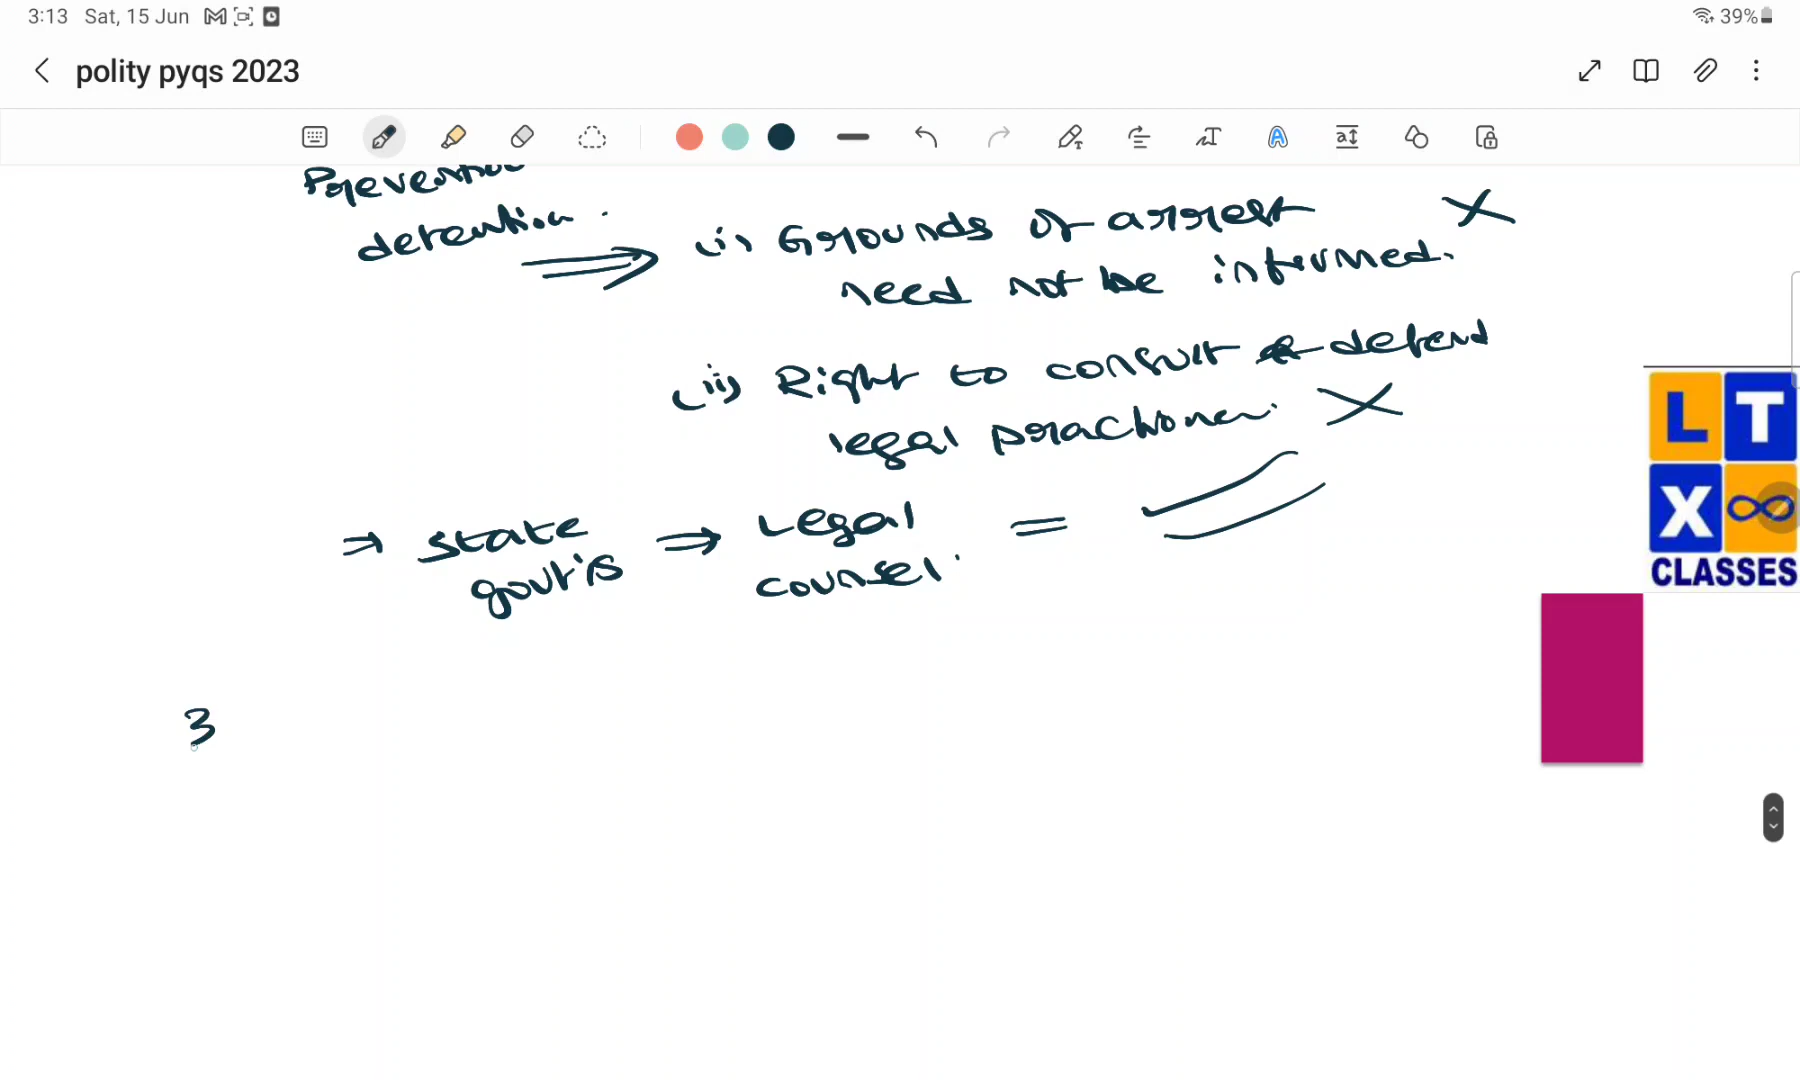 3:13 Sat, 15 Jun
39%
polity pyqs 2023
detention.
(i) Grounds of arrest X
need not be informed.
(ii) Right to consult & defend
legal practioner. X
⇒ state ⇒ Legal =
govt's counsel.
3
L T
X ∞
CLASSES